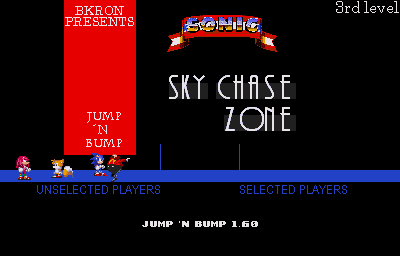 BKRON
PRESENTS
3rd level
SONIC
SKY CHASE
ZONE
JUMP
´N
BUMP
UNSELECTED PLAYERS
SELECTED PLAYERS
JUMP 'N BUMP 1.60